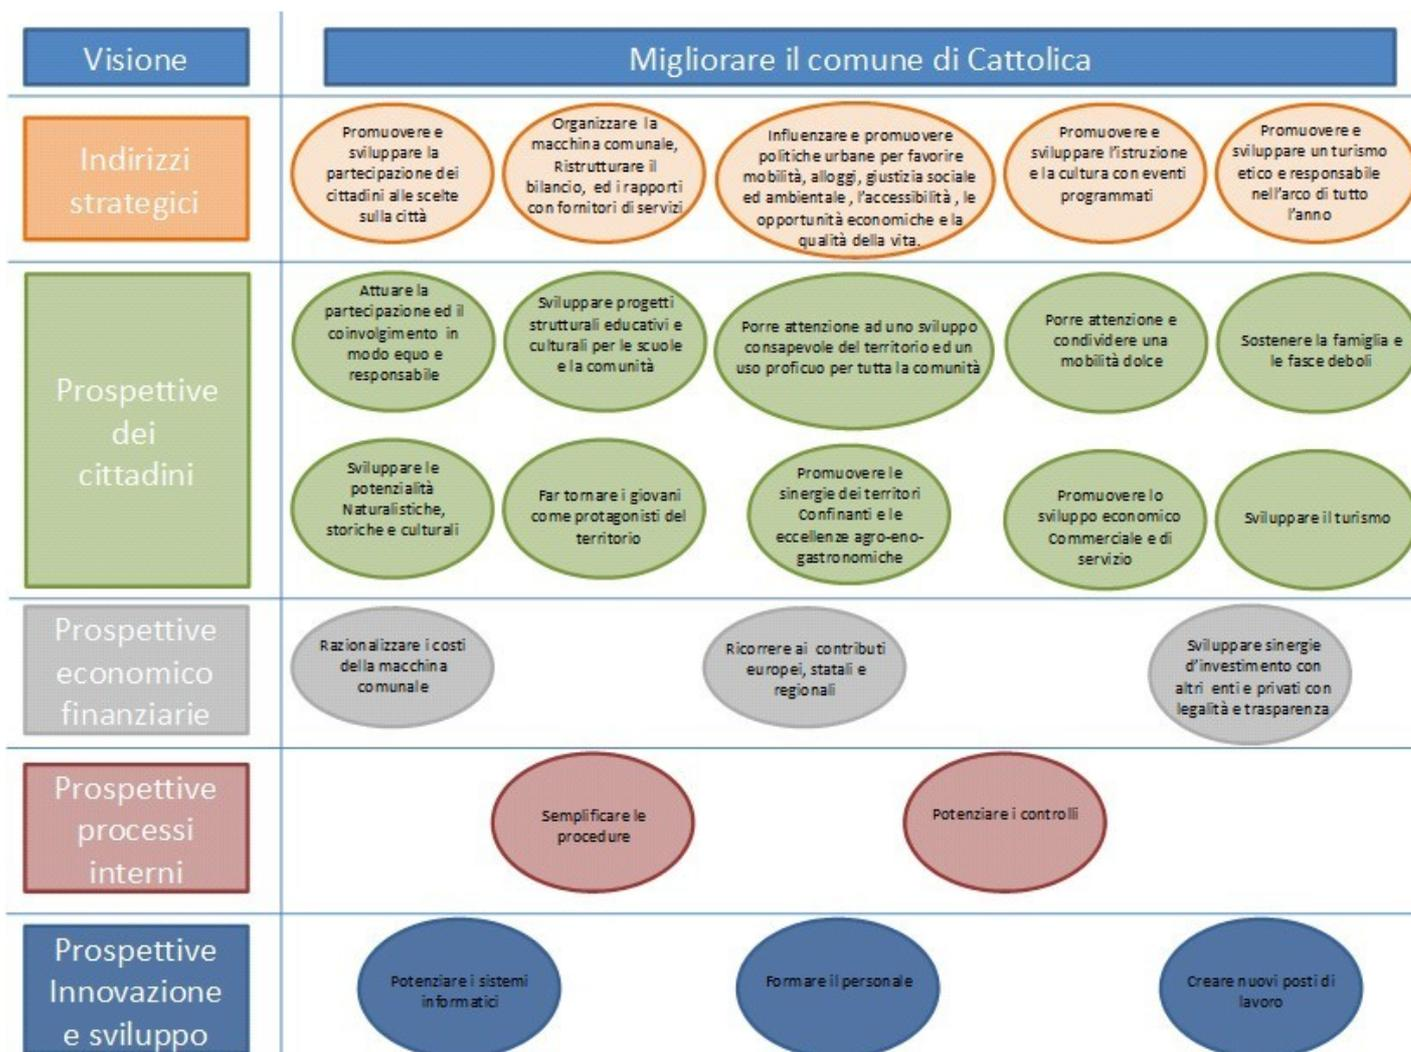 Visione
Migliorare il comune di Cattolica
Indirizzi
strategici
Promuovere e
sviluppare la
partecipazione dei
cittadini alle scelte
sulla città
Organizzare la
macchina comunale,
Ristrutturare il
bilancio, ed i rapporti
con fornitori di servizi
Influenzare e promuovere
politiche urbane per favorire
mobilità, alloggi, giustizia sociale
ed ambientale, l'accessibilità, le
opportunità economiche e la
qualità della vita.
Promuovere e
sviluppare l'istruzione
e la cultura con eventi
programmati
Promuovere e
sviluppare un turismo
etico e responsabile
nell'arco di tutto
l'anno
Prospettive
dei
cittadini
Attuare la
partecipazione ed il
coinvolgimento in
modo equo e
responsabile
Sviluppare progetti
strutturali educativi e
culturali per le scuole
e la comunità
Porre attenzione ad uno sviluppo
consapevole del territorio ed un
uso proficuo per tutta la comunità
Porre attenzione e
condividere una
mobilità dolce
Sostenere la famiglia e
le fasce deboli
Sviluppare le
potenzialità
Naturalistiche,
storiche e culturali
Far tornare i giovani
come protagonisti del
territorio
Promuovere le
sinergie dei territori
Confinanti e le
eccellenze agro-eno-
gastronomiche
Promuovere lo
sviluppo economico
Commerciale e di
servizio
Sviluppare il turismo
Prospettive
economico
finanziarie
Razionalizzare i costi
della macchina
comunale
Ricorrere ai contributi
europei, statali e
regionali
Sviluppare sinergie
d'investimento con
altri enti e privati con
legalità e trasparenza
Prospettive
processi
interni
Semplificare le
procedure
Potenziare i controlli
Prospettive
Innovazione
e sviluppo
Potenziare i sistemi
informatici
Formare il personale
Creare nuovi posti di
lavoro